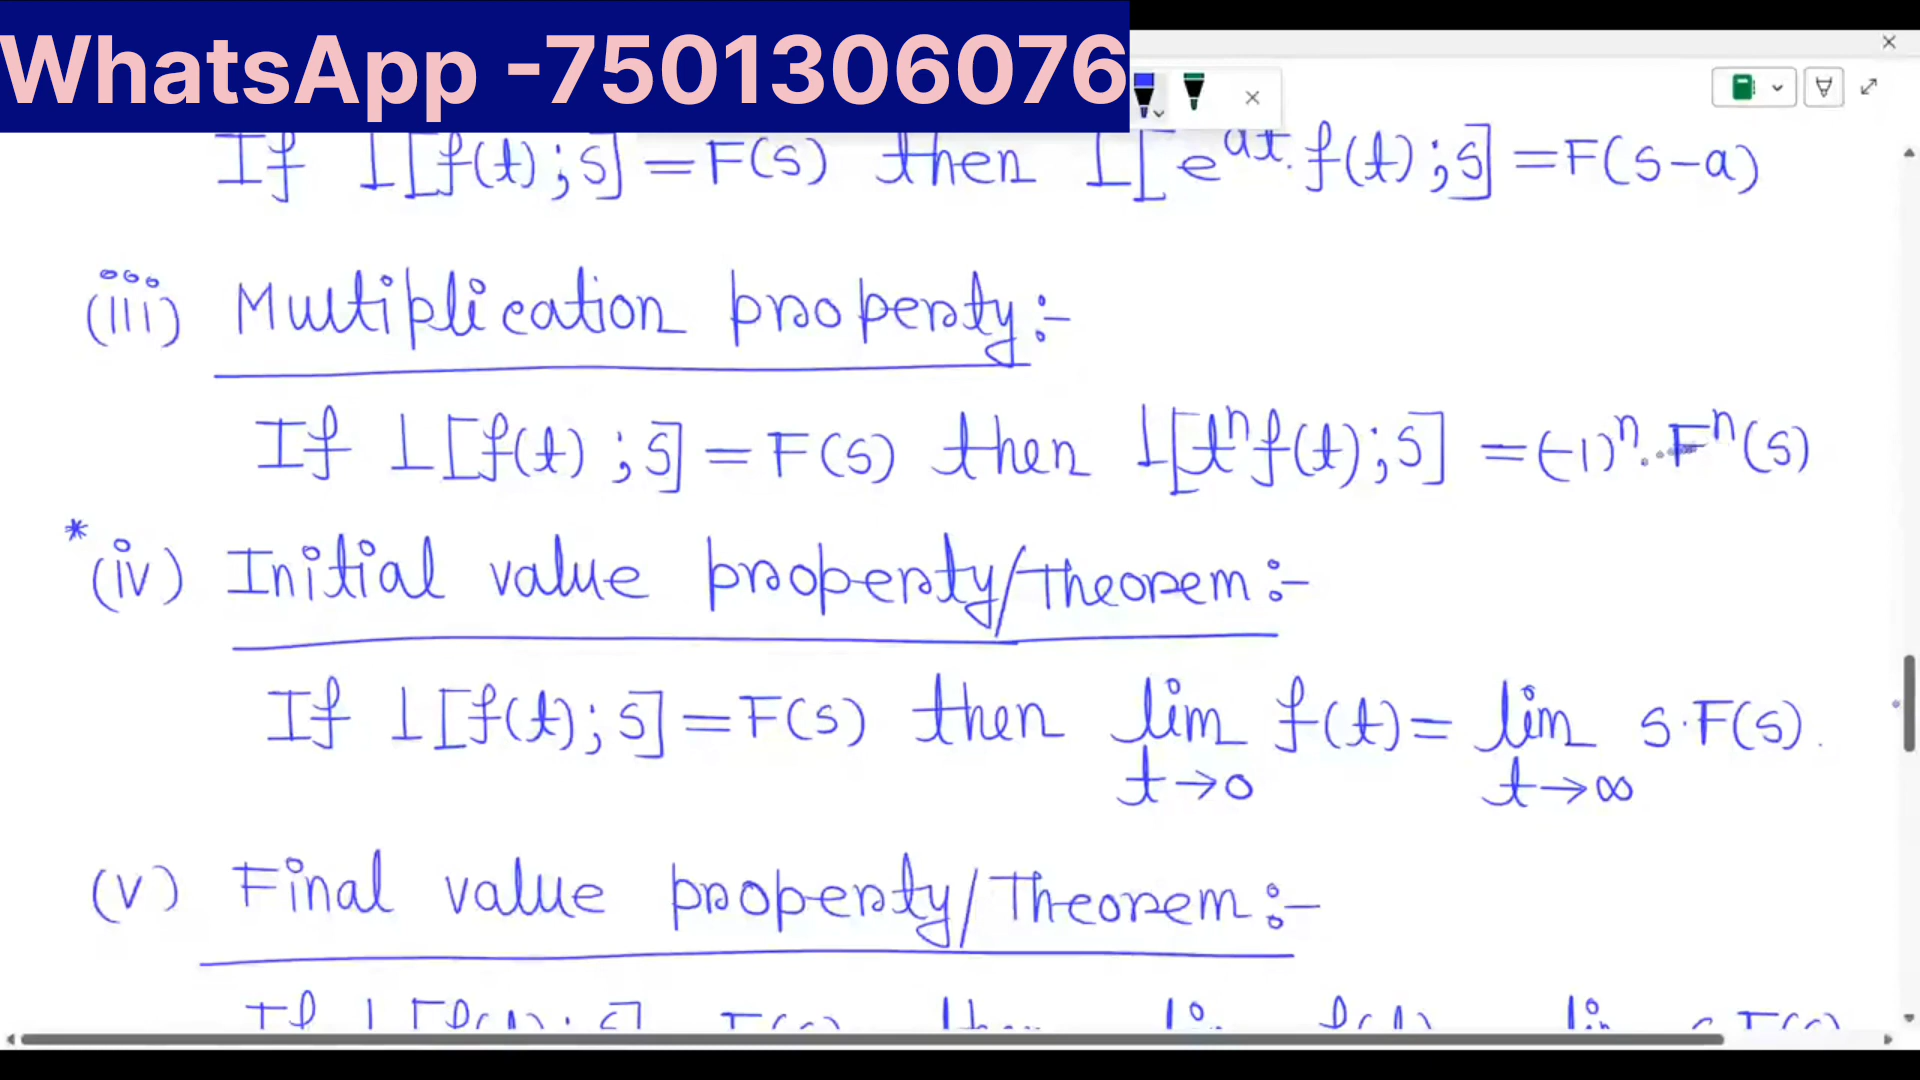 WhatsApp -7501306076
If L[f(t);s] = F(s) then L[e^at. f(t);s] = F(s-a)
(iii) Multiplication property:-
If L[f(t);s] = F(s) then L[t^n f(t);s] = (-1)^n. F^n(s)
*(iv) Initial value property/Theorem:-
If L[f(t);s] = F(s) then lim f(t) = lim s·F(s).
t→0 t→∞
(v) Final value property/Theorem:-